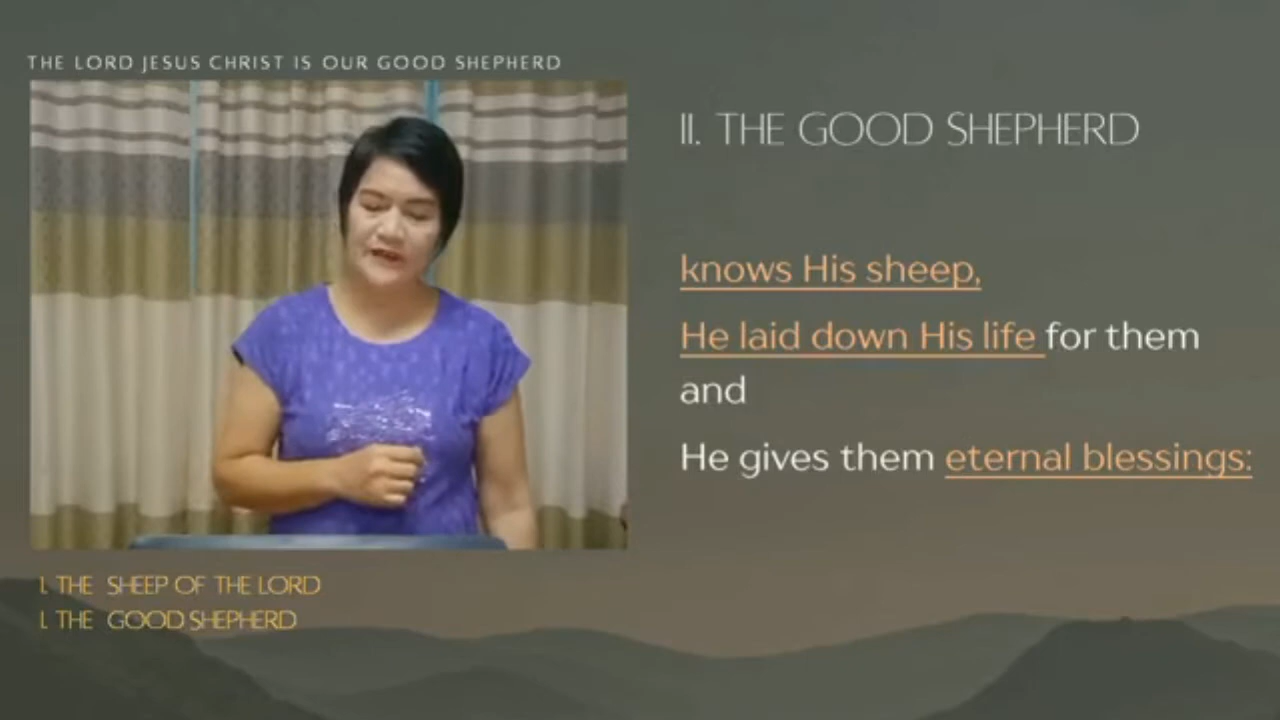 THE LORD JESUS CHRIST IS OUR GOOD SHEPHERD
II. THE GOOD SHEPHERD
knows His sheep,
He laid down His life for them
and
He gives them eternal blessings:
I. THE SHEEP OF THE LORD
I. THE GOOD SHEPHERD